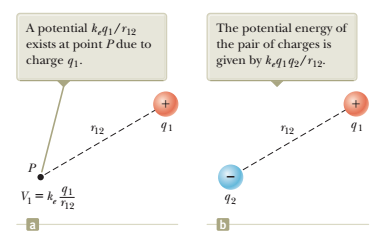 A potential kₑq₁/r₁₂
exists at point P due to
charge q₁.
+
q₁
r₁₂
P
V₁ = kₑ q₁/r₁₂
a
The potential energy of
the pair of charges is
given by kₑq₁q₂/r₁₂.
+
q₁
r₁₂
−
q₂
b